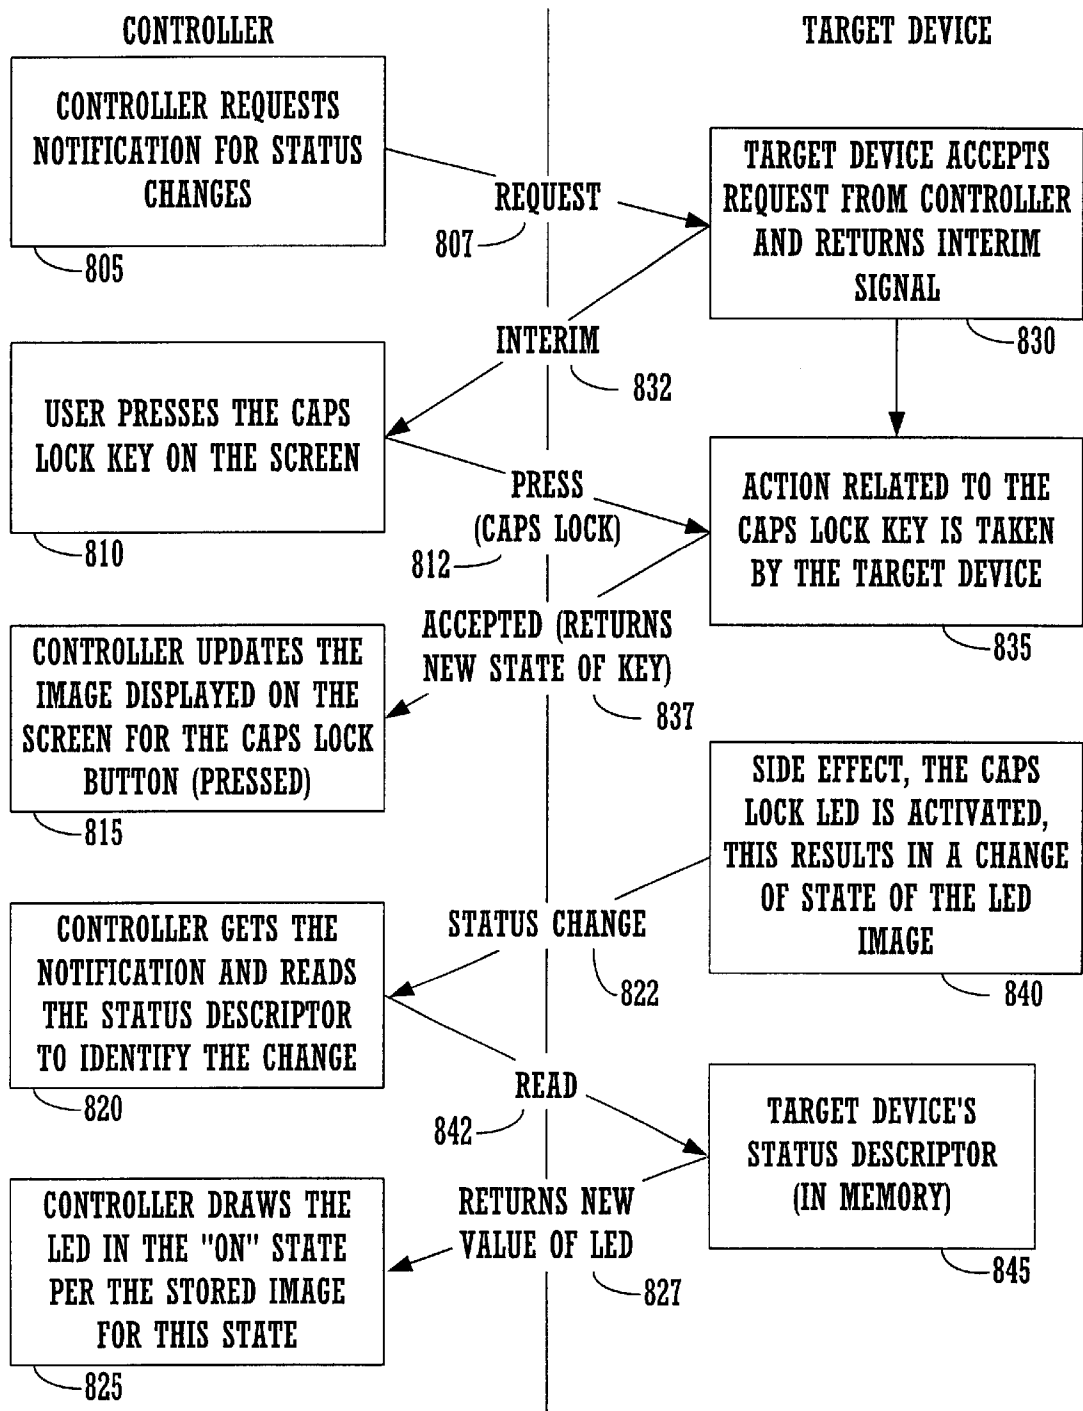 CONTROLLER
TARGET DEVICE
CONTROLLER REQUESTS
NOTIFICATION FOR STATUS
CHANGES
805
REQUEST
807
TARGET DEVICE ACCEPTS
REQUEST FROM CONTROLLER
AND RETURNS INTERIM
SIGNAL
830
INTERIM
832
USER PRESSES THE CAPS
LOCK KEY ON THE SCREEN
810
PRESS
(CAPS LOCK)
812
ACTION RELATED TO THE
CAPS LOCK KEY IS TAKEN
BY THE TARGET DEVICE
835
ACCEPTED (RETURNS
NEW STATE OF KEY)
837
CONTROLLER UPDATES THE
IMAGE DISPLAYED ON THE
SCREEN FOR THE CAPS LOCK
BUTTON (PRESSED)
815
SIDE EFFECT, THE CAPS
LOCK LED IS ACTIVATED,
THIS RESULTS IN A CHANGE
OF STATE OF THE LED
IMAGE
840
STATUS CHANGE
822
CONTROLLER GETS THE
NOTIFICATION AND READS
THE STATUS DESCRIPTOR
TO IDENTIFY THE CHANGE
820
READ
842
TARGET DEVICE'S
STATUS DESCRIPTOR
(IN MEMORY)
845
RETURNS NEW
VALUE OF LED
827
CONTROLLER DRAWS THE
LED IN THE "ON" STATE
PER THE STORED IMAGE
FOR THIS STATE
825